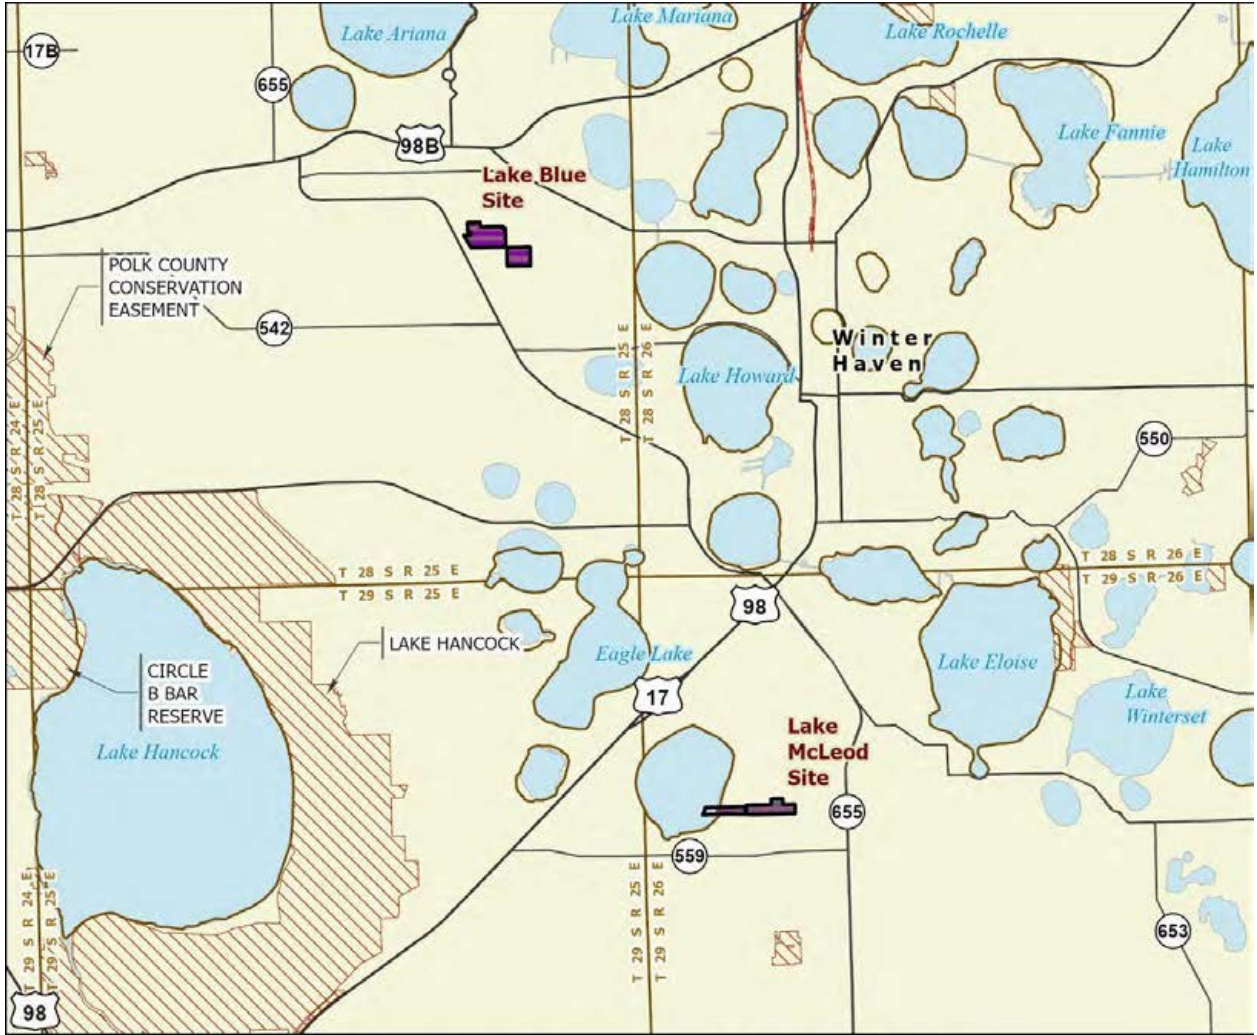 Lake Ariana
Lake Mariana
Lake Rochelle
17B
655
98B
Lake Fannie
Lake
Hamilton
Lake Blue
Site
POLK COUNTY
CONSERVATION
EASEMENT
542
T 28 S R 25 E
T 28 S R 26 E
Winter
Haven
Lake Howard
T 28 S R 24 E
T 28 S R 25 E
550
T 28 S R 25 E
T 29 S R 25 E
T 28 S R 26 E
T 29 S R 26 E
98
LAKE HANCOCK
Eagle Lake
Lake Eloise
CIRCLE
B BAR
RESERVE
17
Lake
Winterset
Lake Hancock
Lake
McLeod
Site
655
559
T 29 S R 24 E
T 29 S R 25 E
T 29 S R 25 E
T 29 S R 26 E
653
98